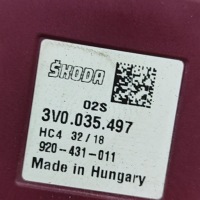 ŠKODA
02S
3V0.035.497
HC4 32/18
920-431-011
Made in Hungary